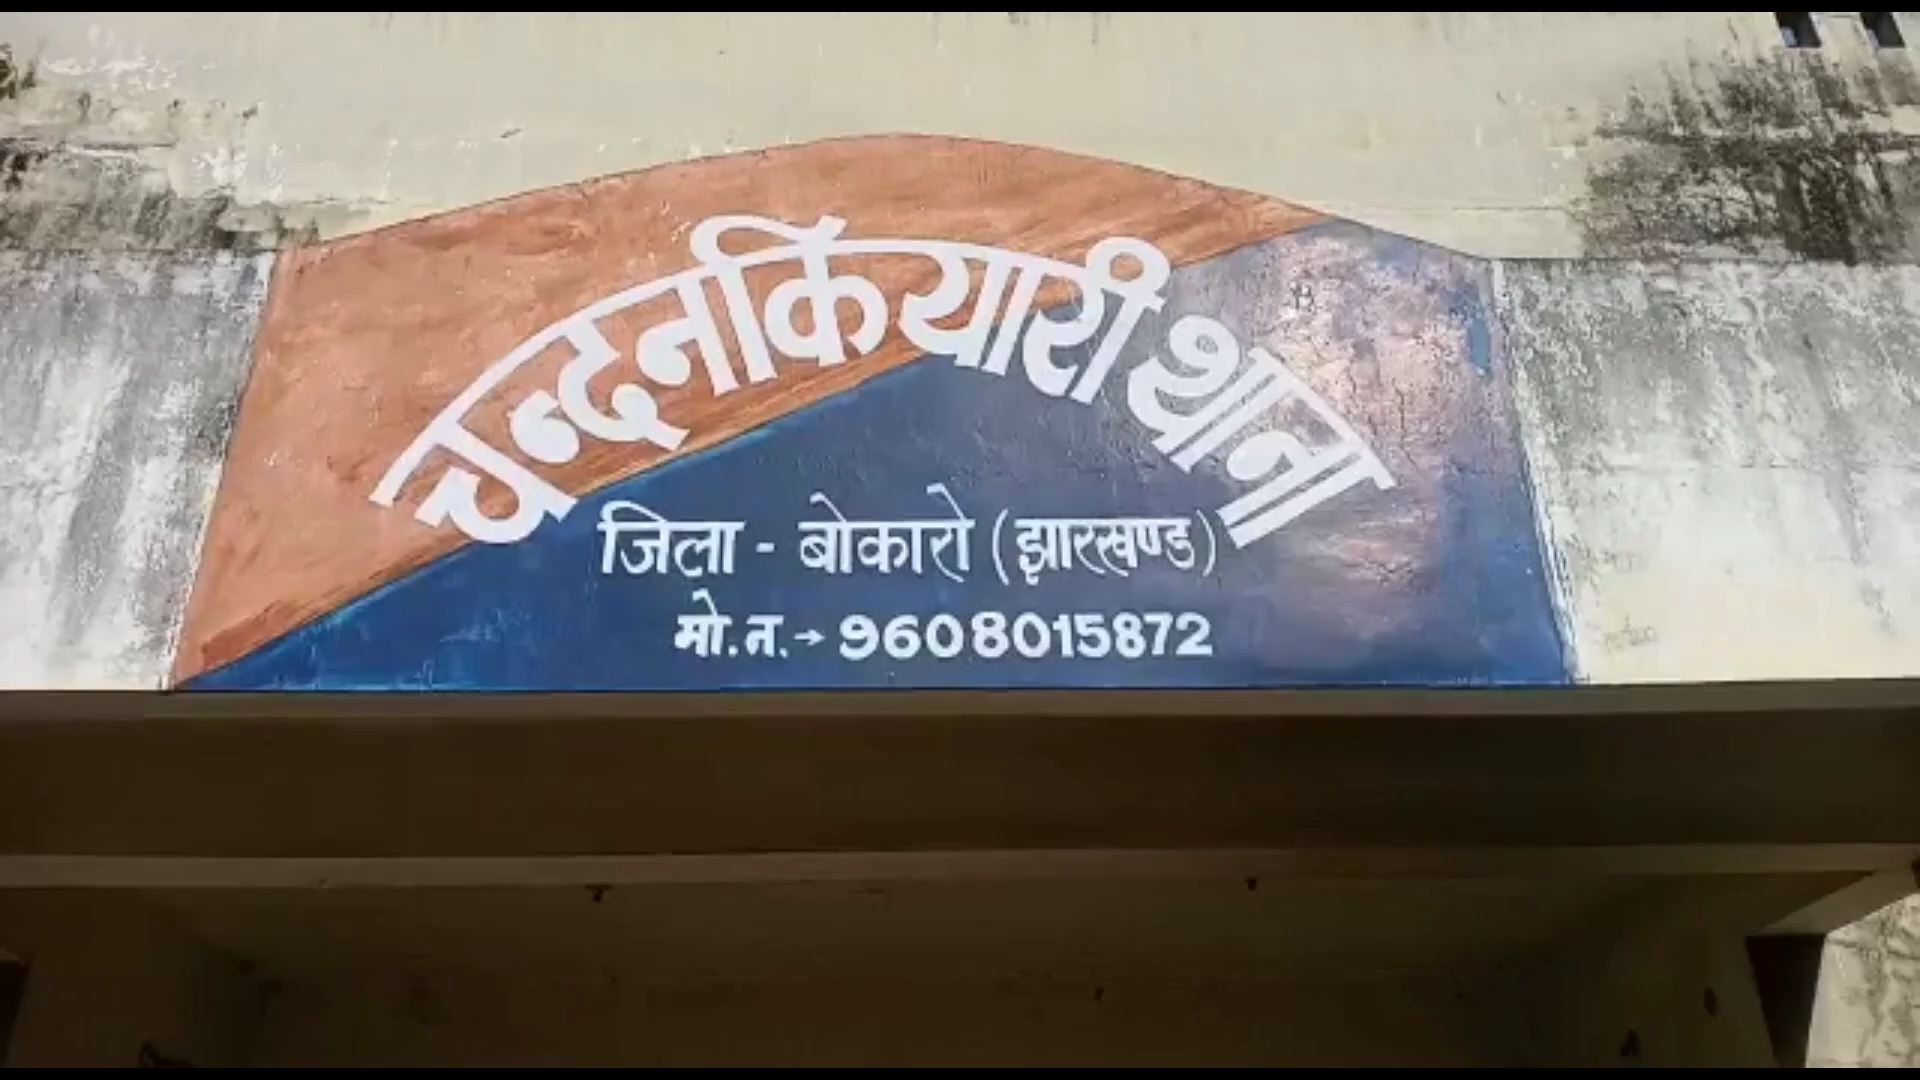 चन्दनकियारी थाना
जिला - बोकारो (झारखण्ड)
मो.न.→ 9608015872